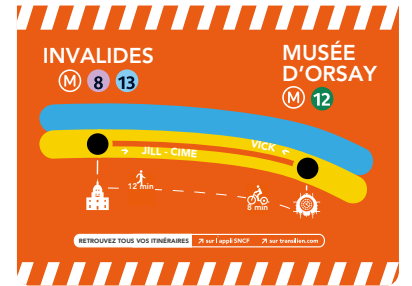 INVALIDES
M 8 13
MUSÉE
D'ORSAY
M 12
JILL - CIME
VICK
12 min
8 min
RETROUVEZ TOUS VOS ITINÉRAIRES sur l'appli SNCF sur transilien.com